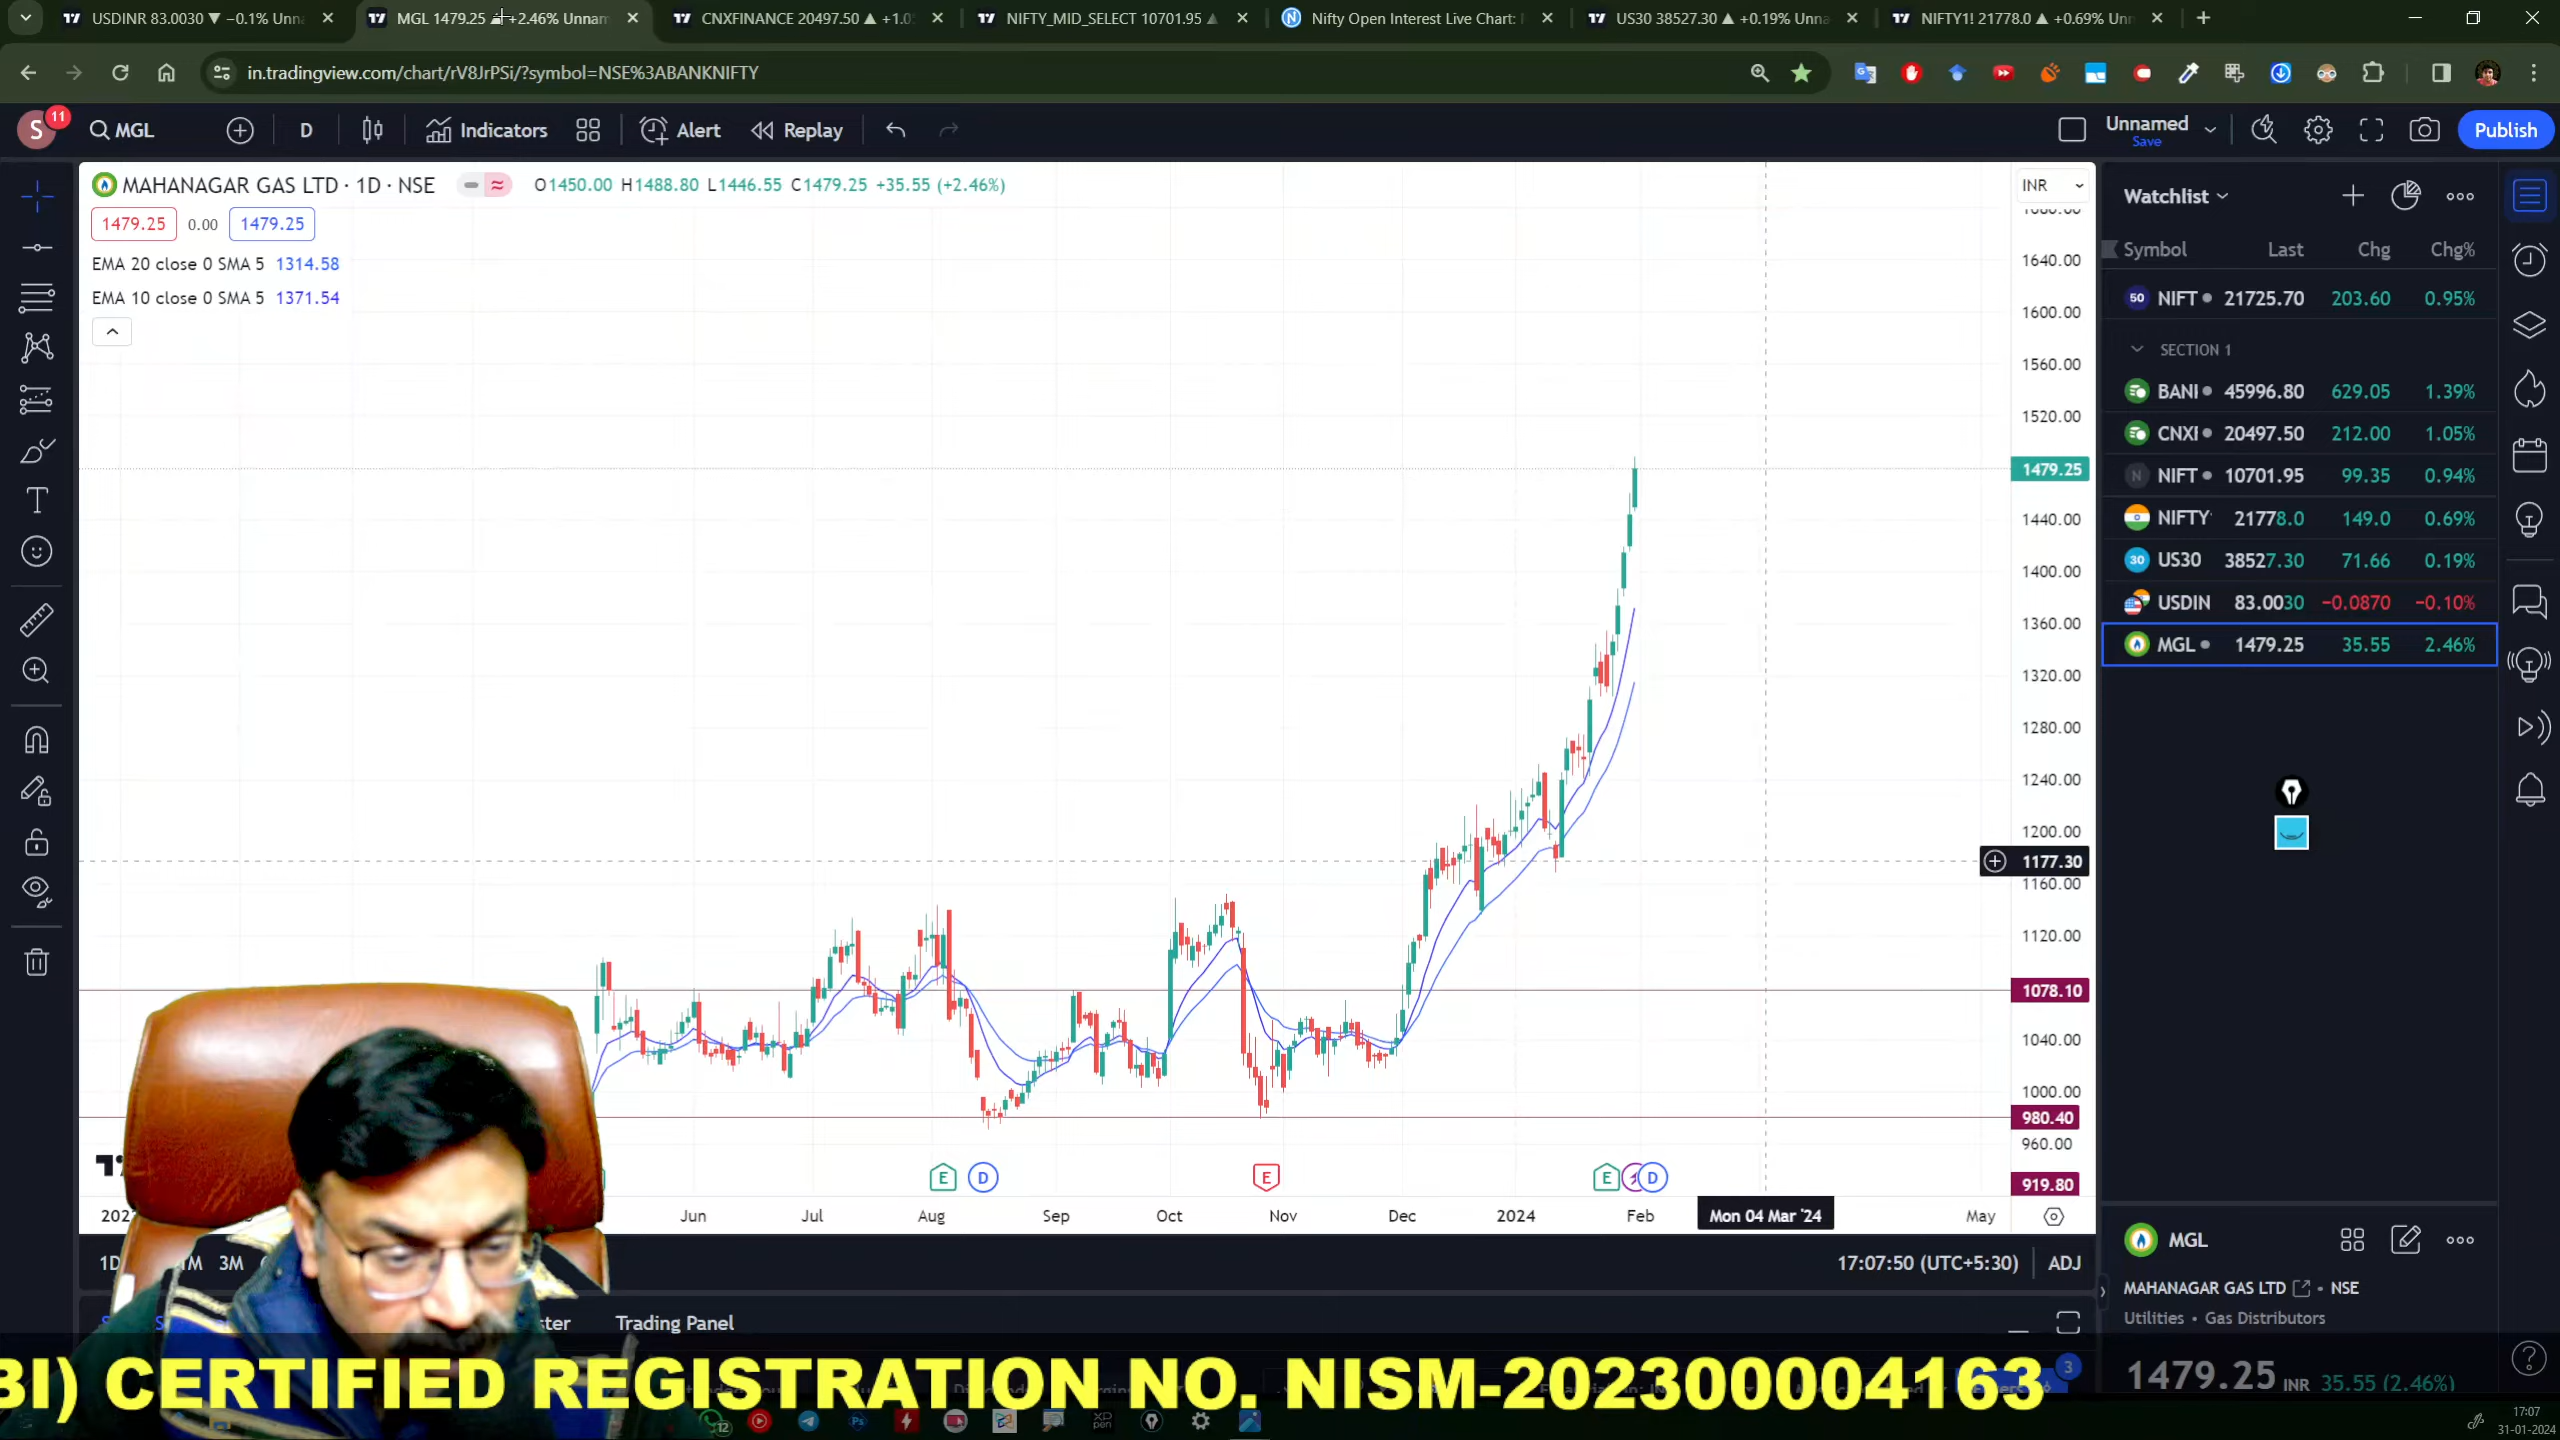 USDINR 83.0030 ▼ −0.1% Unna
MGL 1479.25 ▲ +2.46% Unnam
CNXFINANCE 20497.50 ▲ +1.0
NIFTY_MID_SELECT 10701.95 ▲
Nifty Open Interest Live Chart:
US30 38527.30 ▲ +0.19% Unna
NIFTY1! 21778.0 ▲ +0.69% Un
in.tradingview.com/chart/rV8JrPSi/?symbol=NSE%3ABANKNIFTY
S
11
MGL
D
Indicators
Alert
Replay
Unnamed
Save
Publish
MAHANAGAR GAS LTD · 1D · NSE
O1450.00 H1488.80 L1446.55 C1479.25 +35.55 (+2.46%)
1479.25 0.00 1479.25
EMA 20 close 0 SMA 5 1314.58
EMA 10 close 0 SMA 5 1371.54
INR
1640.00
1600.00
1560.00
1520.00
1479.25
1440.00
1400.00
1360.00
1320.00
1280.00
1240.00
1200.00
1177.30
1160.00
1120.00
1078.10
1040.00
1000.00
980.40
960.00
919.80
E
D
E
E
D
Jun
Jul
Aug
Sep
Oct
Nov
Dec
2024
Feb
Mon 04 Mar '24
May
1D
3M
17:07:50 (UTC+5:30)
ADJ
Trading Panel
Watchlist
Symbol Last Chg Chg%
50 NIFT 21725.70 203.60 0.95%
SECTION 1
BANI 45996.80 629.05 1.39%
CNXI 20497.50 212.00 1.05%
N NIFT 10701.95 99.35 0.94%
NIFTY 21778.0 149.0 0.69%
30 US30 38527.30 71.66 0.19%
USDIN 83.0030 −0.0870 −0.10%
MGL 1479.25 35.55 2.46%
MGL
MAHANAGAR GAS LTD • NSE
Utilities • Gas Distributors
1479.25 INR 35.55 (2.46%)
BI) CERTIFIED REGISTRATION NO. NISM-202300004163
3
12
17:07
31-01-2024